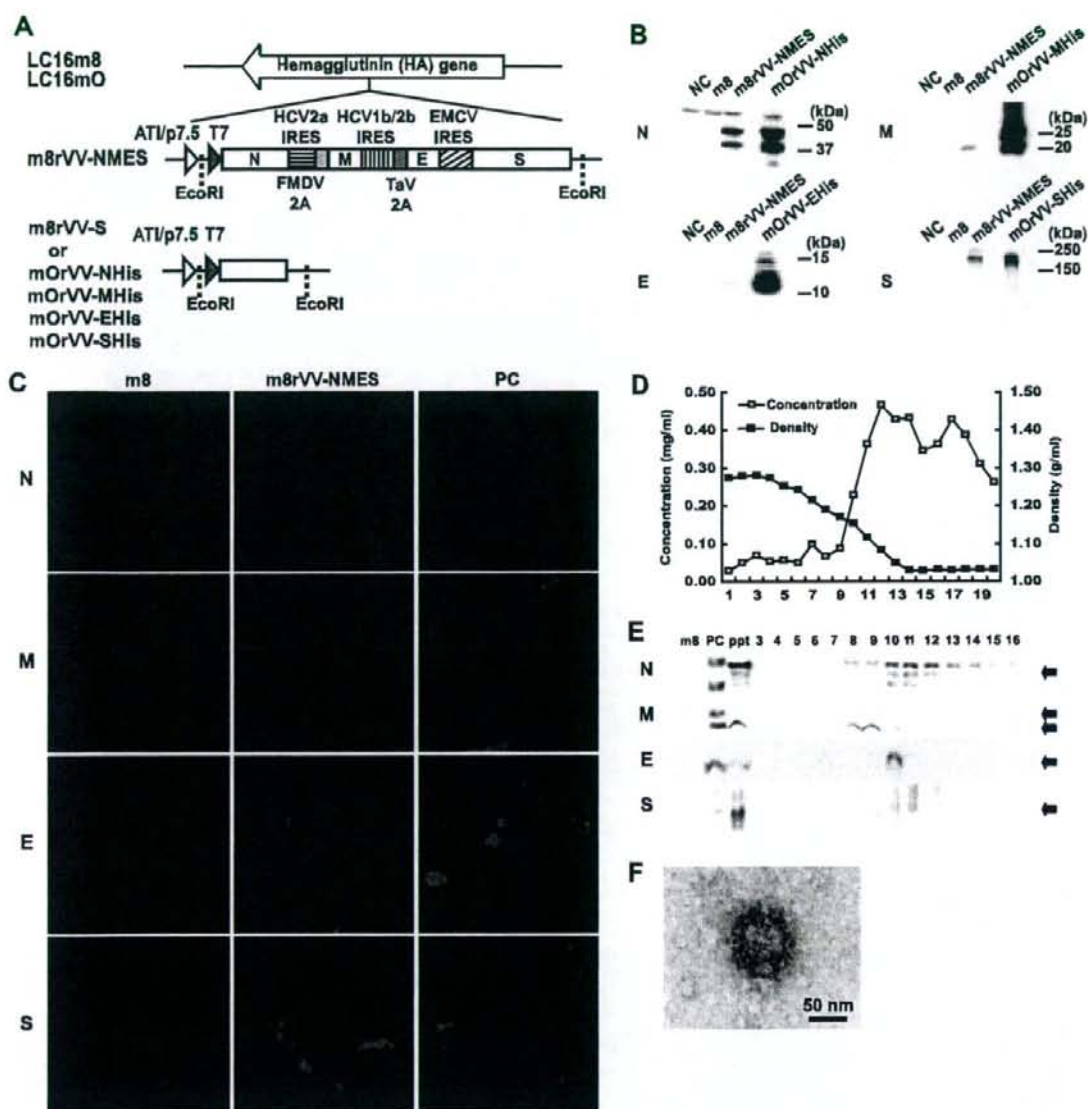 A
LC16m8
LC16mO
Hemagglutinin (HA) gene
HCV2a HCV1b/2b EMCV
IRES IRES IRES
ATI/p7.5 T7
m8rVV-NMES
N M E S
EcoRI FMDV TaV EcoRI
2A 2A
m8rVV-S
or
mOrVV-NHis
mOrVV-MHis
mOrVV-EHis
mOrVV-SHis
ATI/p7.5 T7
EcoRI EcoRI
B
NC m8 m8rVV-NMES mOrVV-NHis
(kDa)
N
50
37
NC m8 m8rVV-NMES mOrVV-MHis
(kDa)
M
25
20
NC m8 m8rVV-NMES mOrVV-EHis
(kDa)
E
15
10
NC m8 m8rVV-NMES mOrVV-SHis
(kDa)
S
250
150
C
m8 m8rVV-NMES PC
N
M
E
S
D
Concentration (mg/ml)
0.50
0.40
0.30
0.20
0.10
0.00
Concentration
Density
1.50
1.40
1.30
1.20
1.10
1.00
Density (g/ml)
1 3 5 7 9 11 13 15 17 19
E
m8 PC ppt 3 4 5 6 7 8 9 10 11 12 13 14 15 16
N
M
E
S
F
50 nm